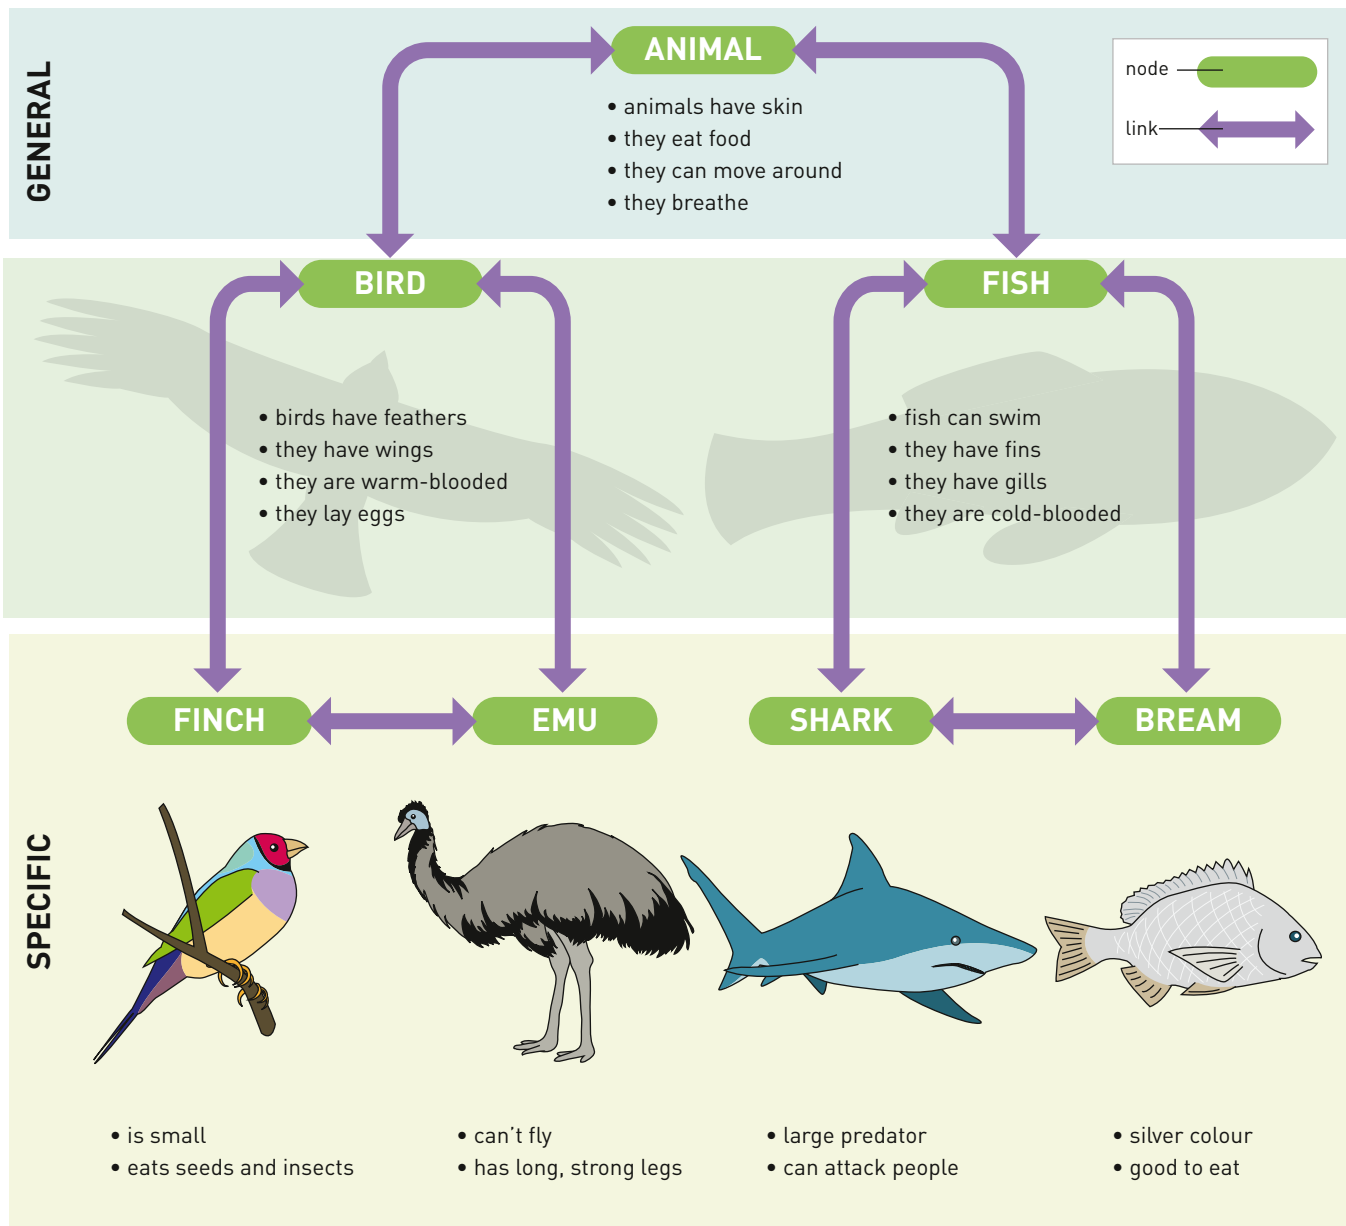 GENERAL
ANIMAL
• animals have skin
• they eat food
• they can move around
• they breathe
node
link
BIRD
• birds have feathers
• they have wings
• they are warm-blooded
• they lay eggs
FISH
• fish can swim
• they have fins
• they have gills
• they are cold-blooded
SPECIFIC
FINCH
EMU
SHARK
BREAM
• is small
• eats seeds and insects
• can’t fly
• has long, strong legs
• large predator
• can attack people
• silver colour
• good to eat